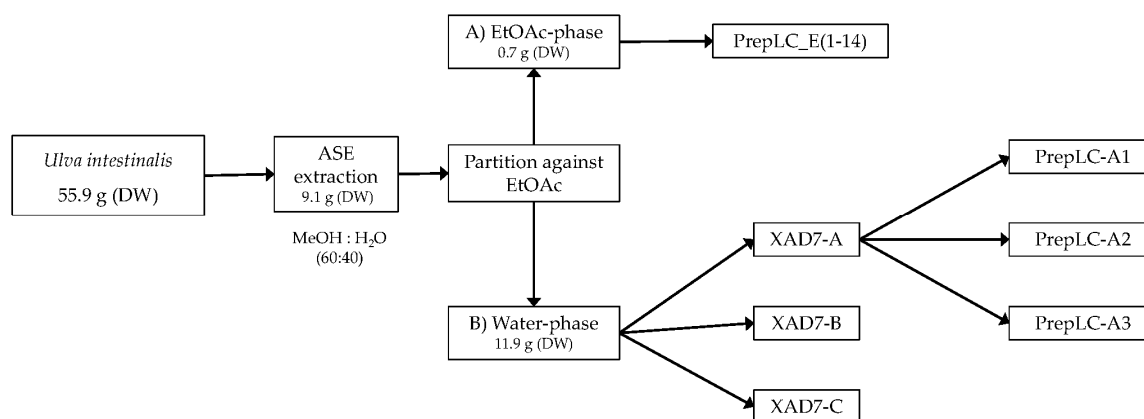 A) EtOAc-phase
0.7 g (DW)
PrepLC_E(1-14)
Ulva intestinalis
55.9 g (DW)
ASE
extraction
9.1 g (DW)
MeOH : H₂O
(60:40)
Partition against
EtOAc
B) Water-phase
11.9 g (DW)
XAD7-A
XAD7-B
XAD7-C
PrepLC-A1
PrepLC-A2
PrepLC-A3